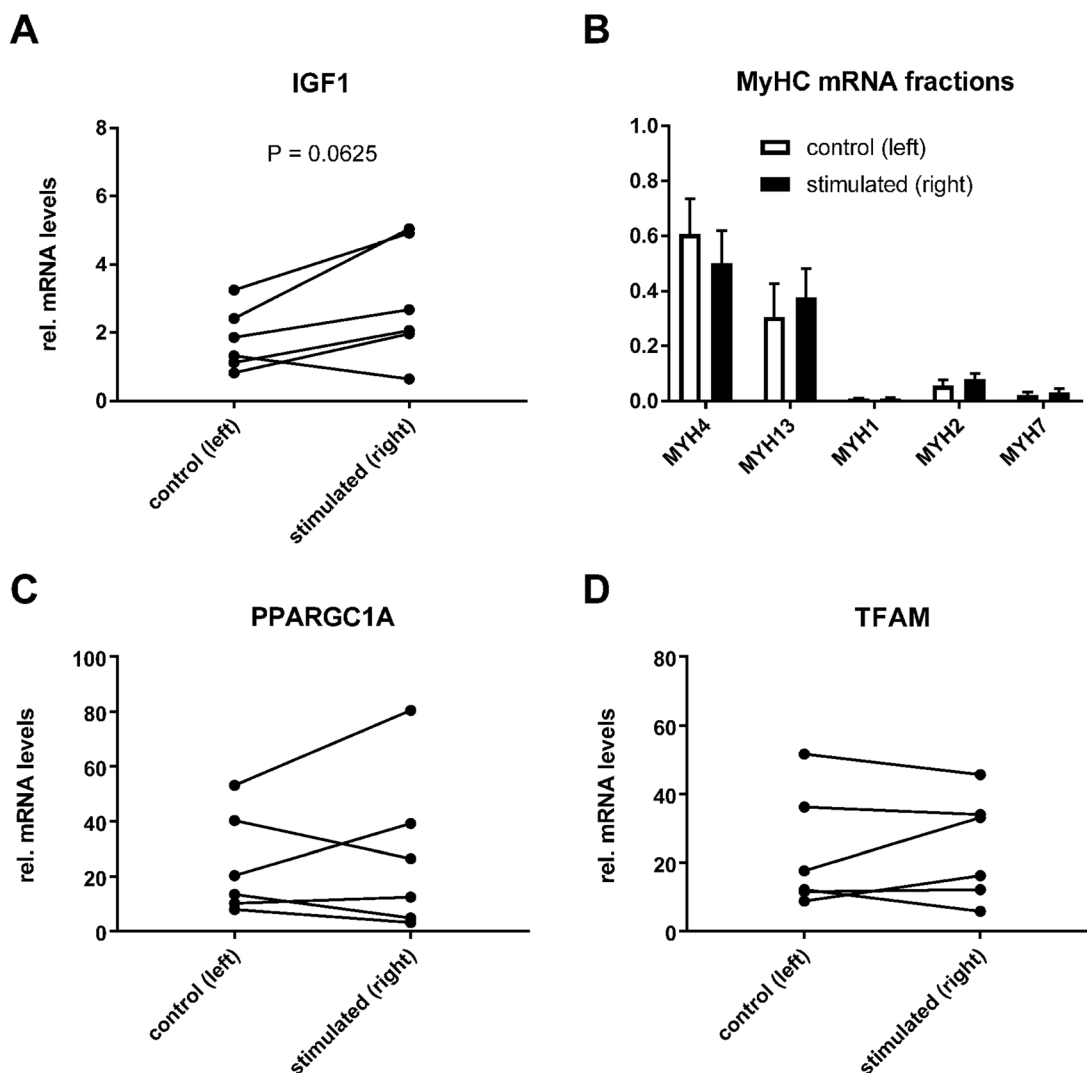 A
IGF1
P = 0.0625
rel. mRNA levels
8
6
4
2
0
control (left)
stimulated (right)
B
MyHC mRNA fractions
control (left)
stimulated (right)
1.0
0.8
0.6
0.4
0.2
0.0
MYH4
MYH13
MYH1
MYH2
MYH7
C
PPARGC1A
rel. mRNA levels
100
80
60
40
20
0
control (left)
stimulated (right)
D
TFAM
rel. mRNA levels
80
60
40
20
0
control (left)
stimulated (right)